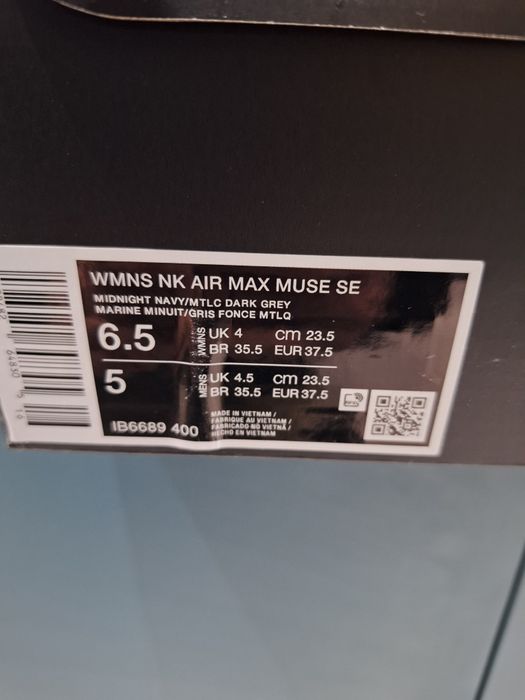 WMNS NK AIR MAX MUSE SE
MIDNIGHT NAVY/MTLC DARK GREY
MARINE MINUIT/GRIS FONCE MTLQ
6.5 WMNS UK 4 cm 23.5
BR 35.5 EUR 37.5
5 MENS UK 4.5 cm 23.5
BR 35.5 EUR 37.5
IB6689 400
MADE IN VIETNAM /
FABRIQUE AU VIETNAM /
FABRICADO NO VIETNÃ /
HECHO EN VIETNAM